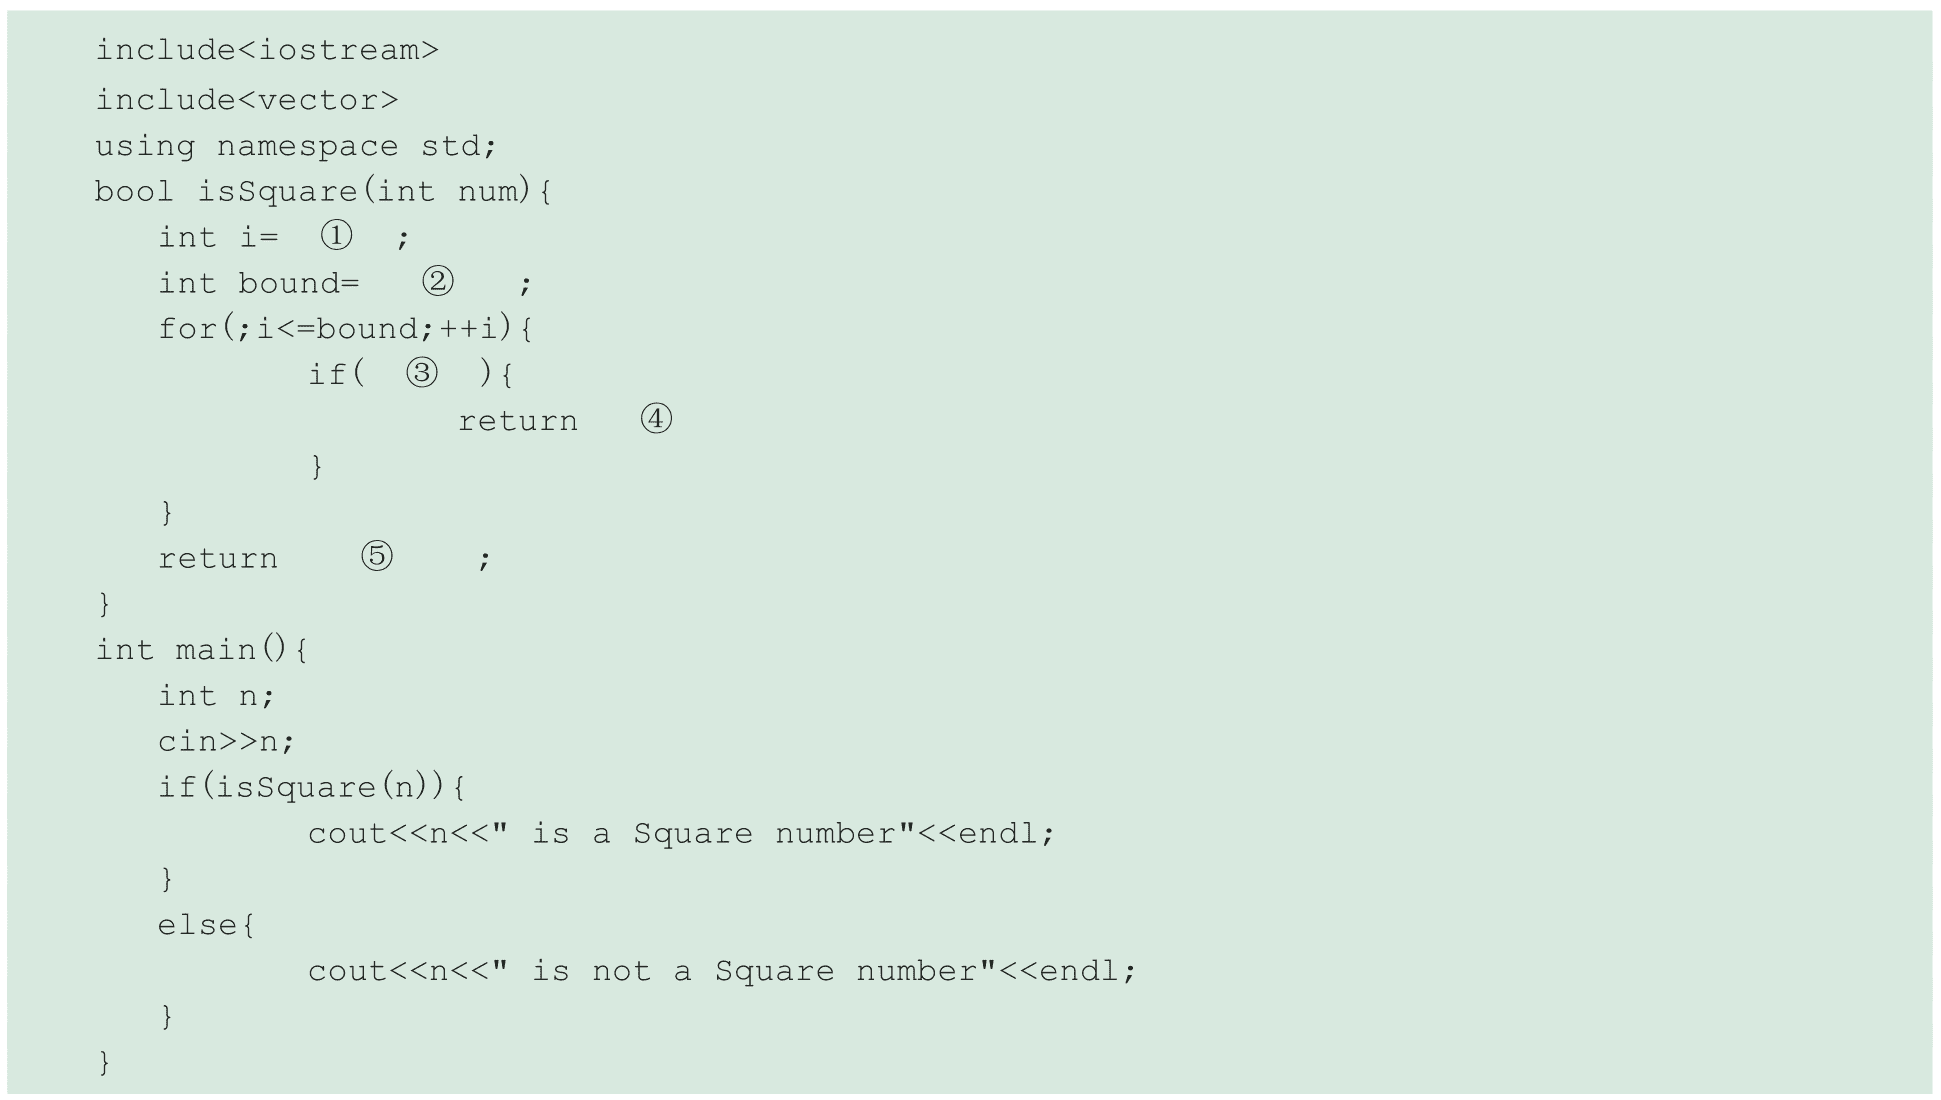 include<iostream>
include<vector>
using namespace std;
bool isSquare(int num){
int i= ① ;
int bound= ② ;
for(;i<=bound;++i){
if( ③ ){
return ④
}
}
return ⑤ ;
}
int main(){
int n;
cin>>n;
if(isSquare(n)){
cout<<n<<" is a Square number"<<endl;
}
else{
cout<<n<<" is not a Square number"<<endl;
}
}